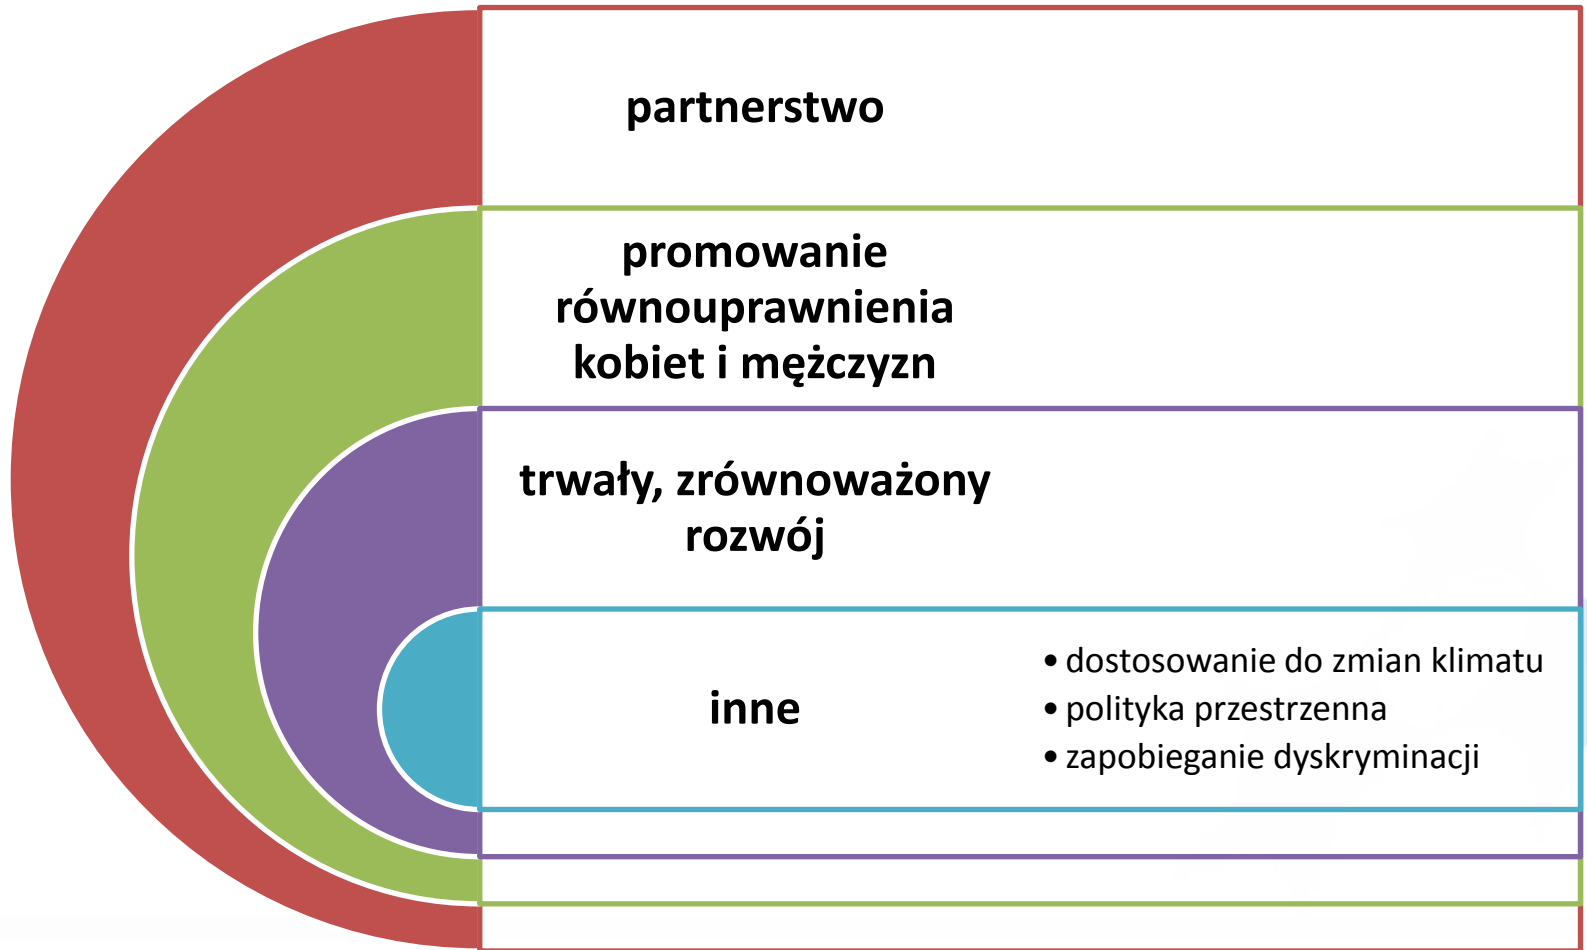 partnerstwo
promowanie
równouprawnienia
kobiet i mężczyzn
trwały, zrównoważony
rozwój
inne
• dostosowanie do zmian klimatu
• polityka przestrzenna
• zapobieganie dyskryminacji